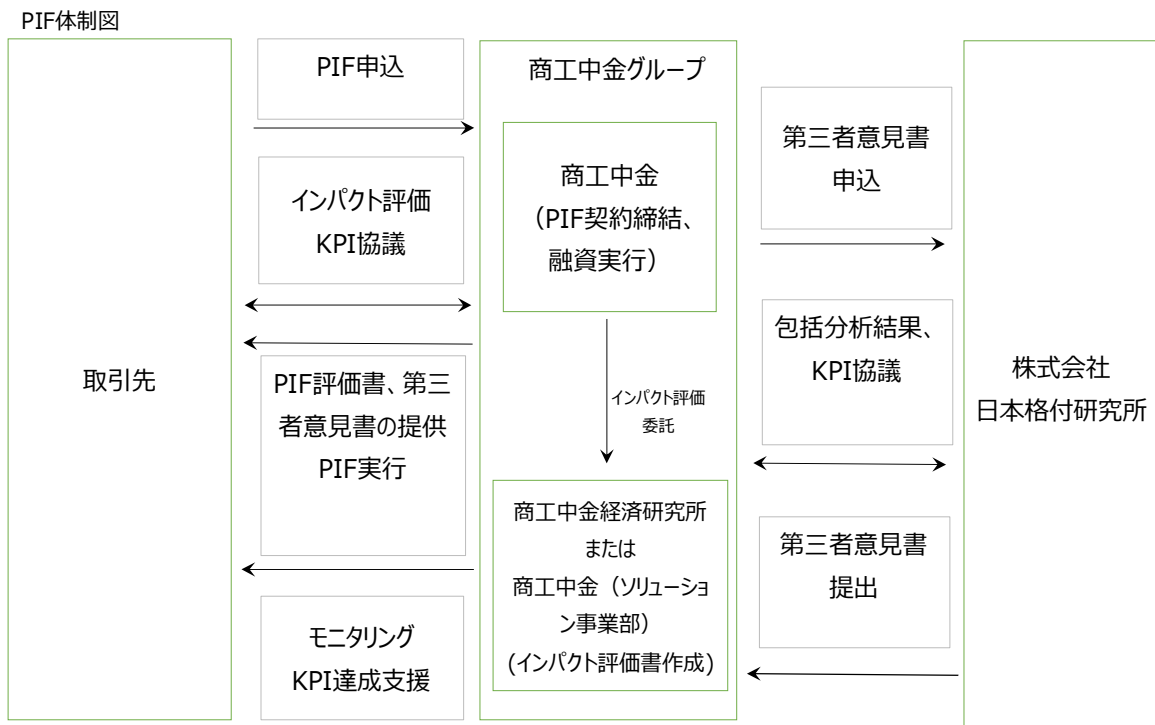 PIF体制図
取引先
PIF申込
インパクト評価
KPI協議
PIF評価書、第三
者意見書の提供
PIF実行
モニタリング
KPI達成支援
商工中金グループ
商工中金
（PIF契約締結、
融資実行）
インパクト評価
委託
商工中金経済研究所
または
商工中金（ソリューショ
ン事業部）
(インパクト評価書作成)
第三者意見書
申込
包括分析結果、
KPI協議
第三者意見書
提出
株式会社
日本格付研究所